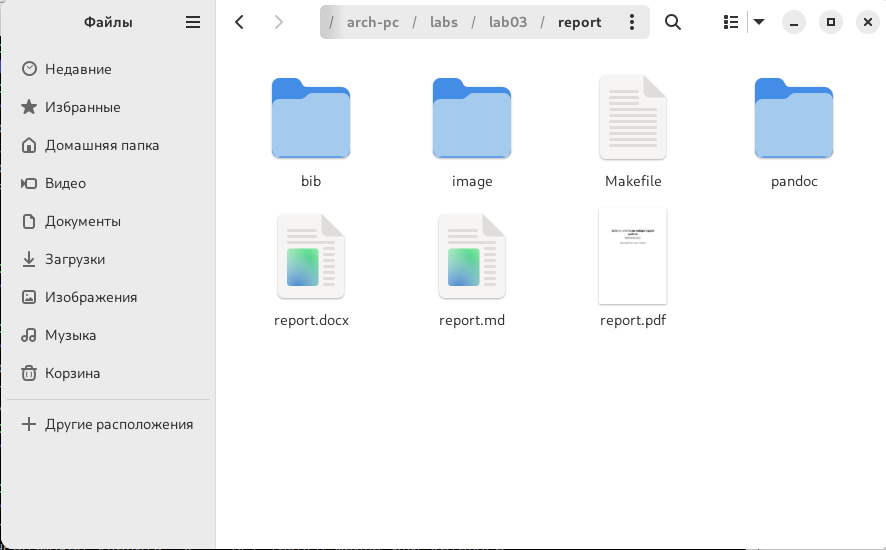 Файлы
/ arch-pc / labs / lab03 / report
Недавние
Избранные
Домашняя папка
Видео
Документы
Загрузки
Изображения
Музыка
Корзина
Другие расположения
bib
image
Makefile
pandoc
report.docx
report.md
report.pdf